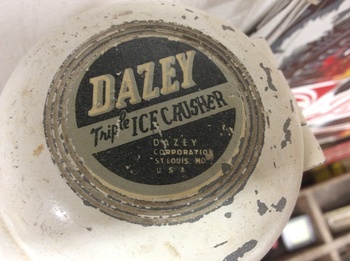 DAZEY
Triple ICE CRUSHER
DAZEY
CORPORATION
ST. LOUIS, MO.
U S A